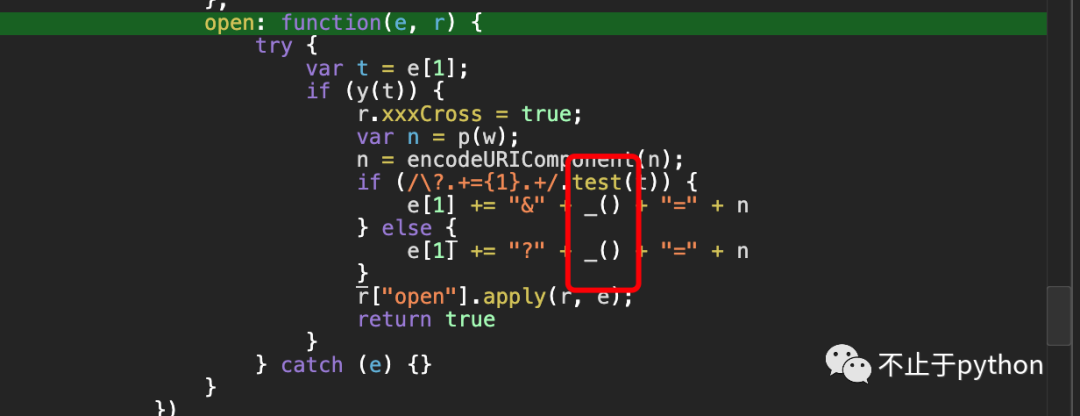 },
open: function(e, r) {
try {
var t = e[1];
if (y(t)) {
r.xxxCross = true;
var n = p(w);
n = encodeURIComponent(n);
if (/\?.+={1}.+/.test(t)) {
e[1] += "&" + _() + "=" + n
} else {
e[1] += "?" + _() + "=" + n
}
r["open"].apply(r, e);
return true
}
} catch (e) {}
}
})
不止于python